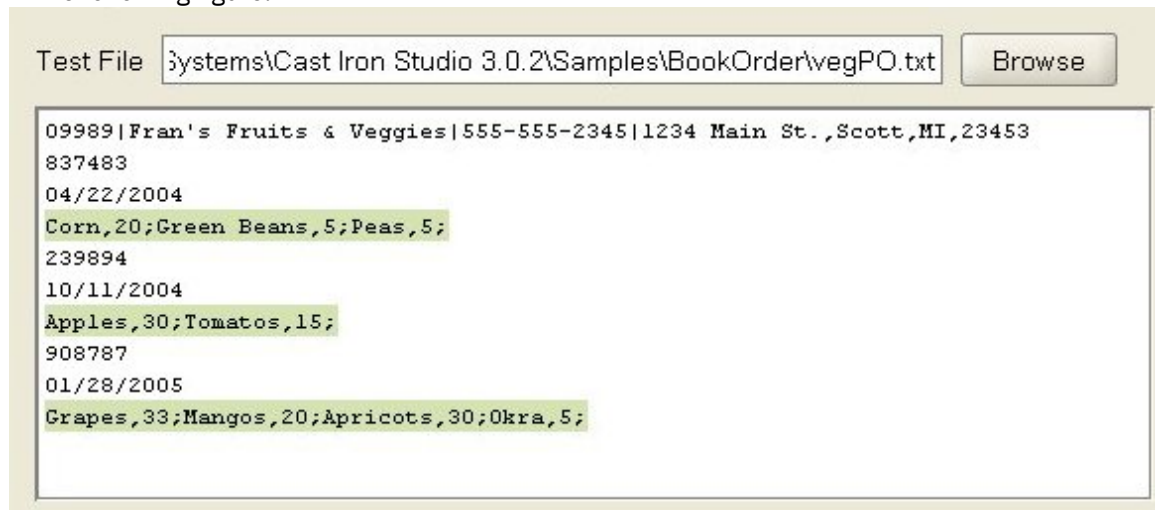 Test File Systems\Cast Iron Studio 3.0.2\Samples\BookOrder\vegPO.txt Browse
09989|Fran's Fruits & Veggies|555-555-2345|1234 Main St.,Scott,MI,23453
837483
04/22/2004
Corn,20;Green Beans,5;Peas,5;
239894
10/11/2004
Apples,30;Tomatos,15;
908787
01/28/2005
Grapes,33;Mangos,20;Apricots,30;Okra,5;